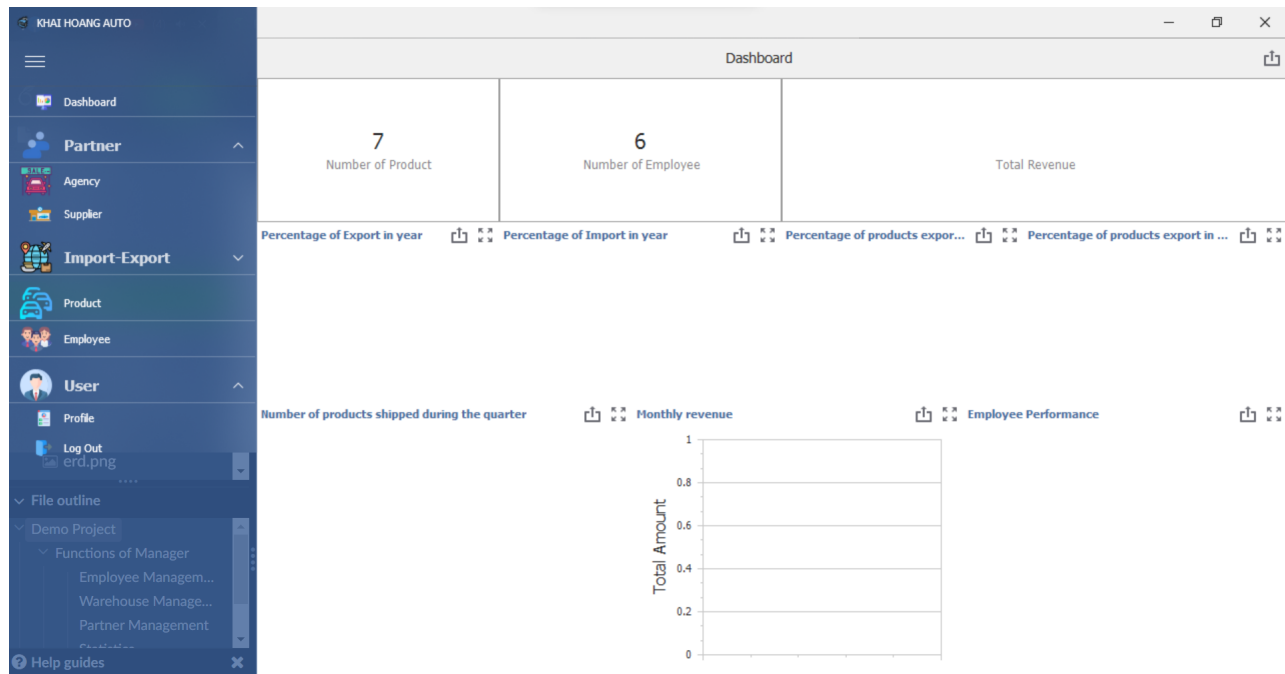 KHAI HOANG AUTO
Dashboard
Dashboard
Partner
Agency
Supplier
Import-Export
Product
Employee
User
Profile
Log Out
erd.png
File outline
Demo Project
Functions of Manager
Employee Managem...
Warehouse Manage...
Partner Management
Statistics
Help guides
7
Number of Product
6
Number of Employee
Total Revenue
Percentage of Export in year
Percentage of Import in year
Percentage of products expor...
Percentage of products export in ...
Number of products shipped during the quarter
Monthly revenue
Employee Performance
Total Amount
1
0.8
0.6
0.4
0.2
0
SALE